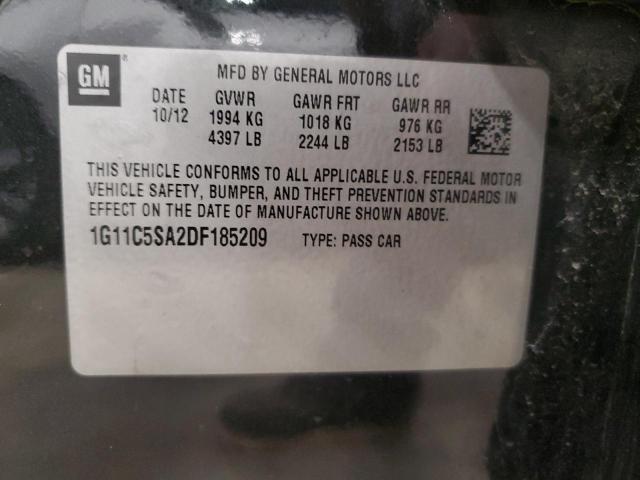 GM
MFD BY GENERAL MOTORS LLC
DATE GVWR GAWR FRT GAWR RR
10/12 1994 KG 1018 KG 976 KG
4397 LB 2244 LB 2153 LB
THIS VEHICLE CONFORMS TO ALL APPLICABLE U.S. FEDERAL MOTOR
VEHICLE SAFETY, BUMPER, AND THEFT PREVENTION STANDARDS IN
EFFECT ON THE DATE OF MANUFACTURE SHOWN ABOVE.
1G11C5SA2DF185209 TYPE: PASS CAR